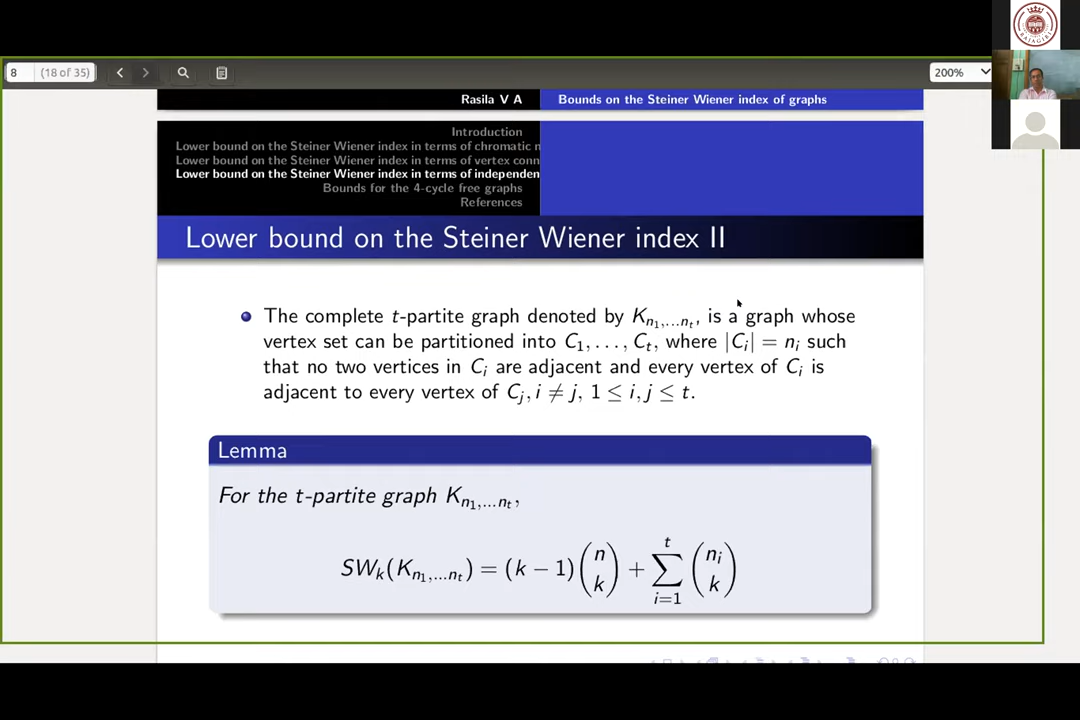 8 (18 of 35) 200%
Rasila V A Bounds on the Steiner Wiener index of graphs
Introduction
Lower bound on the Steiner Wiener index in terms of chromatic n
Lower bound on the Steiner Wiener index in terms of vertex conn
Lower bound on the Steiner Wiener index in terms of independen
Bounds for the 4-cycle free graphs
References
Lower bound on the Steiner Wiener index II
The complete t-partite graph denoted by K_{n_1,...n_t}, is a graph whose
vertex set can be partitioned into C_1, . . . , C_t, where |C_i| = n_i such
that no two vertices in C_i are adjacent and every vertex of C_i is
adjacent to every vertex of C_j, i ≠ j, 1 ≤ i, j ≤ t.
Lemma
For the t-partite graph K_{n_1,...n_t},
SW_k(K_{n_1,...n_t}) = (k − 1) \binom{n}{k} + \sum_{i=1}^{t} \binom{n_i}{k}